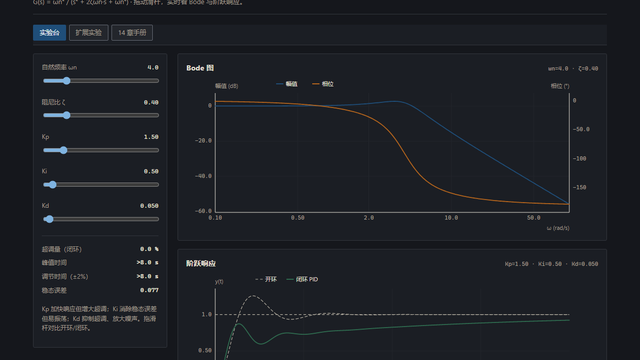 G(s) = ωn² / (s² + 2ζωn·s + ωn²) · 拖动滑杆，实时看 Bode 与阶跃响应。
实验台 扩展实验 14 章手册
自然频率 ωn 4.0
阻尼比 ζ 0.40
Kp 1.50
Ki 0.50
Kd 0.050
超调量（闭环） 0.0 %
峰值时间 >8.0 s
调节时间（±2%） >8.0 s
稳态误差 0.077
Kp 加快响应但增大超调；Ki 消除稳态误差
但易振荡；Kd 抑制超调、放大噪声。拖滑
杆对比开环/闭环。
Bode 图 ωn=4.0 · ζ=0.40
幅值 (dB) 幅值 相位 相位 (°)
0 0
-50.0
-20.0
-100
-40.0
-150
-60.0
0.10 0.50 2.0 10.0 50.0
ω (rad/s)
阶跃响应 Kp=1.50 · Ki=0.50 · Kd=0.050
y(t) 开环 闭环 PID
1.0
0.50